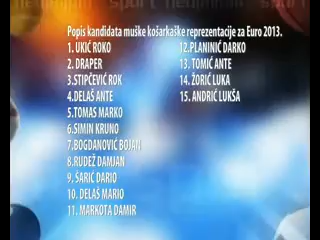 Popis kandidata muške košarkaške reprezentacije za Euro 2013.
1. UKIĆ ROKO
2. DRAPER
3.STIPČEVIĆ ROK
4.DELAŠ ANTE
5.TOMAS MARKO
6.SIMIN KRUNO
7.BOGDANOVIĆ BOJAN
8.RUDEŽ DAMJAN
9, ŠARIĆ DARIO
10. DELAŠ MARIO
11. MARKOTA DAMIR
12.PLANINIĆ DARKO
13. TOMIĆ ANTE
14. ŽORIĆ LUKA
15. ANDRIĆ LUKŠA